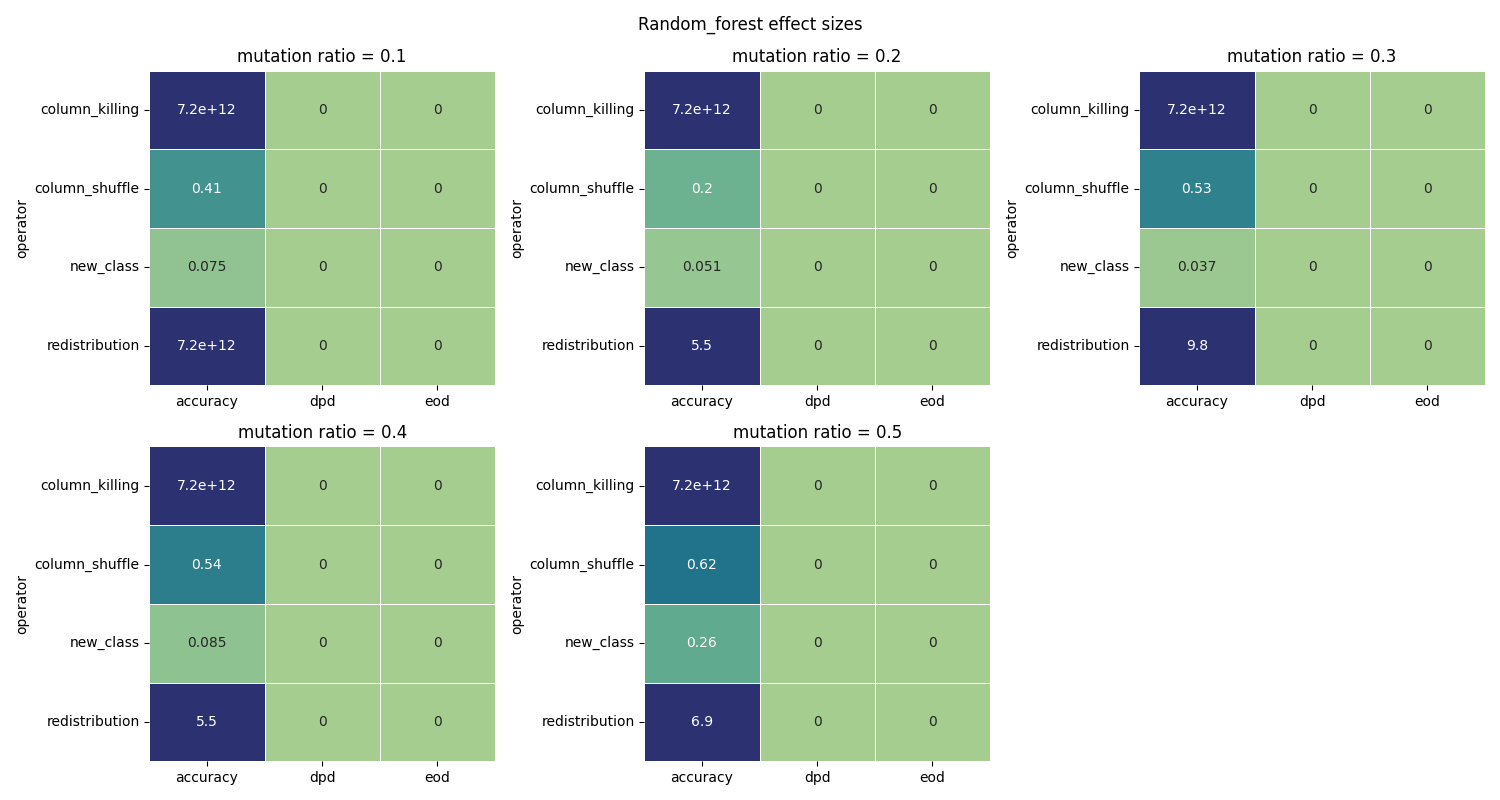 Random_forest effect sizes
mutation ratio = 0.1
column_killing 7.2e+12 0 0
column_shuffle 0.41 0 0
new_class 0.075 0 0
redistribution 7.2e+12 0 0
operator
accuracy dpd eod
mutation ratio = 0.2
column_killing 7.2e+12 0 0
column_shuffle 0.2 0 0
new_class 0.051 0 0
redistribution 5.5 0 0
operator
accuracy dpd eod
mutation ratio = 0.3
column_killing 7.2e+12 0 0
column_shuffle 0.53 0 0
new_class 0.037 0 0
redistribution 9.8 0 0
operator
accuracy dpd eod
mutation ratio = 0.4
column_killing 7.2e+12 0 0
column_shuffle 0.54 0 0
new_class 0.085 0 0
redistribution 5.5 0 0
operator
accuracy dpd eod
mutation ratio = 0.5
column_killing 7.2e+12 0 0
column_shuffle 0.62 0 0
new_class 0.26 0 0
redistribution 6.9 0 0
operator
accuracy dpd eod